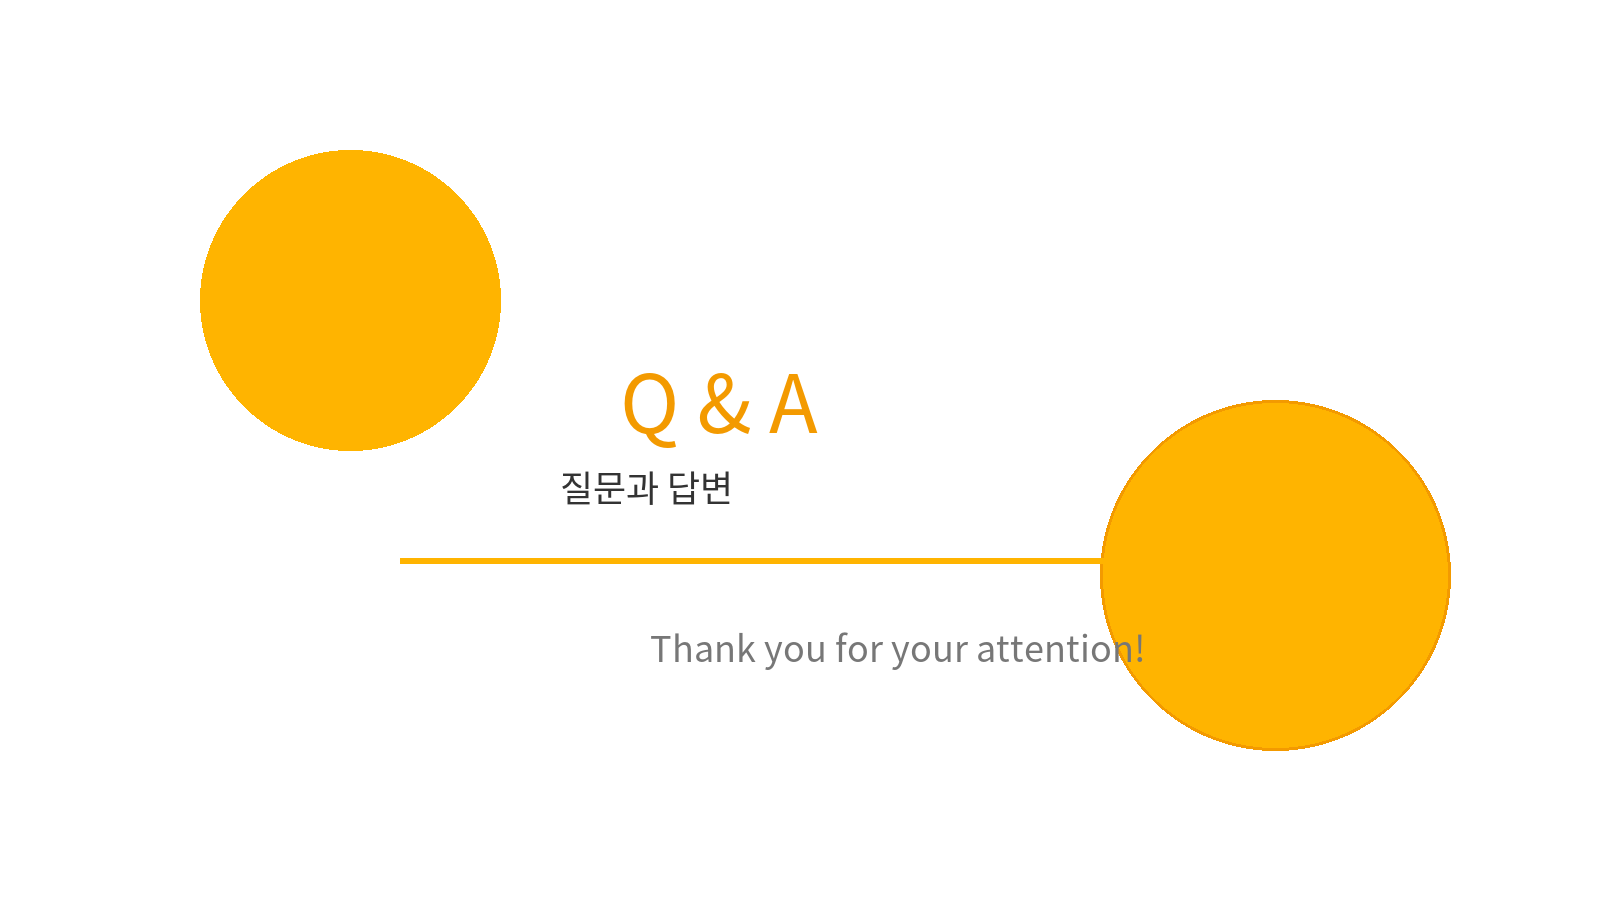 Q & A
질문과 답변
Thank you for your attention!